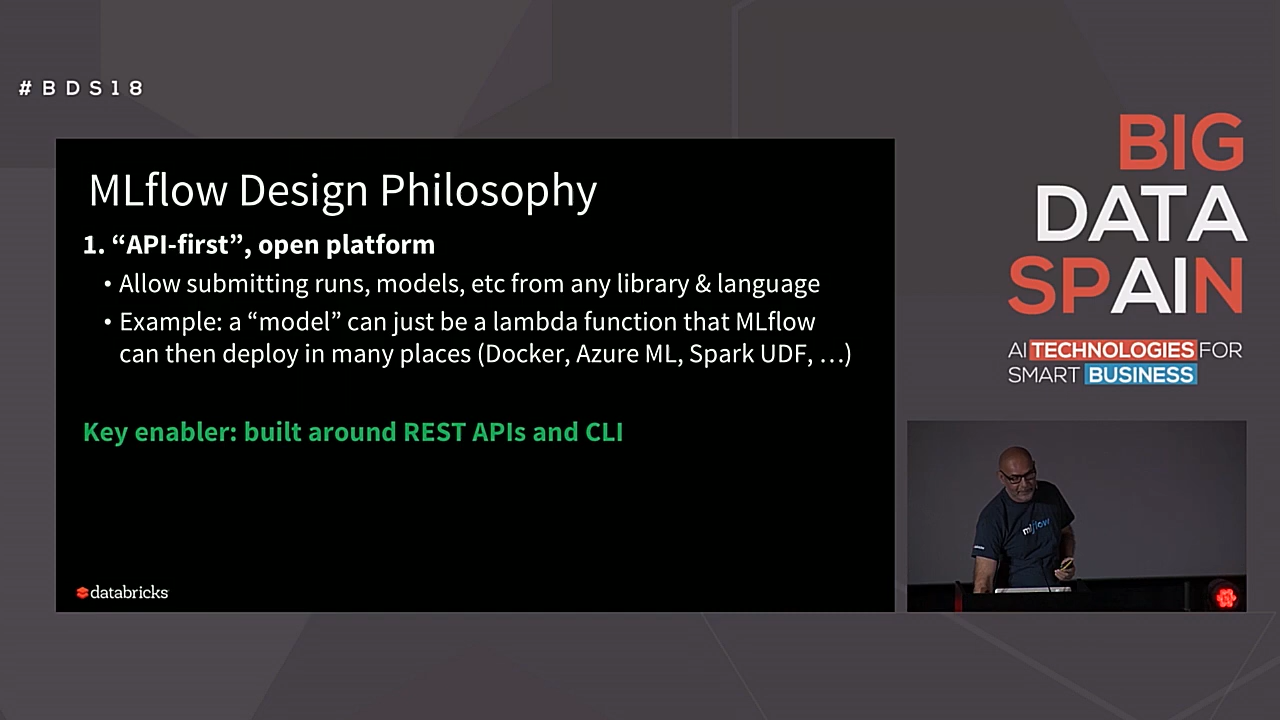 #BDS18
MLflow Design Philosophy
1. “API-first”, open platform
• Allow submitting runs, models, etc from any library & language
• Example: a “model” can just be a lambda function that MLflow
can then deploy in many places (Docker, Azure ML, Spark UDF, …)
Key enabler: built around REST APIs and CLI
databricks
BIG
DATA
SPAIN
AI TECHNOLOGIES FOR
SMART BUSINESS
mlflow